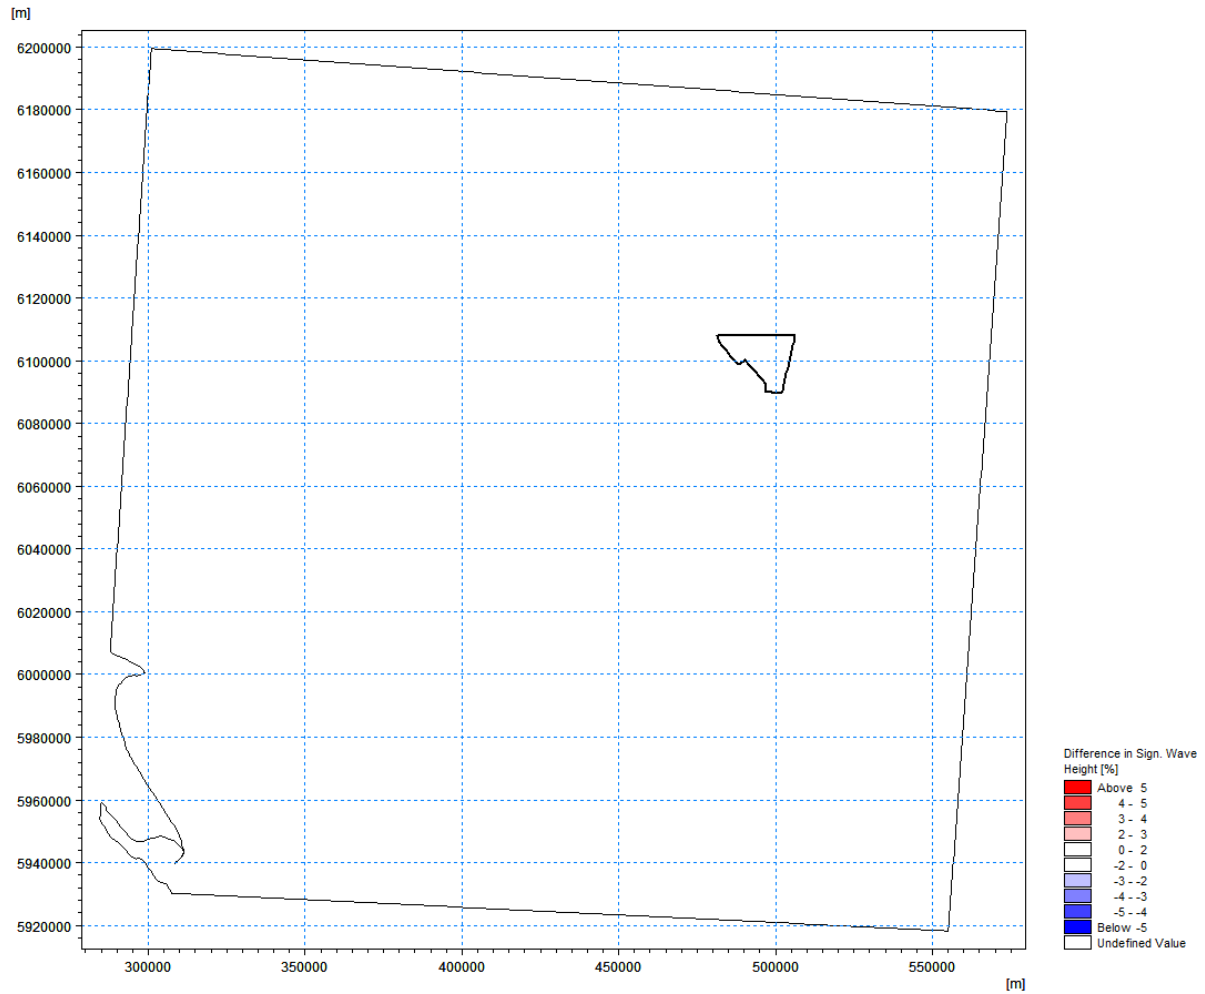 [m]
6200000
6180000
6160000
6140000
6120000
6100000
6080000
6060000
6040000
6020000
6000000
5980000
5960000
5940000
5920000
300000 350000 400000 450000 500000 550000
[m]
Difference in Sign. Wave
Height [%]
Above 5
4 - 5
3 - 4
2 - 3
0 - 2
-2 - 0
-3 - -2
-4 - -3
-5 - -4
Below -5
Undefined Value